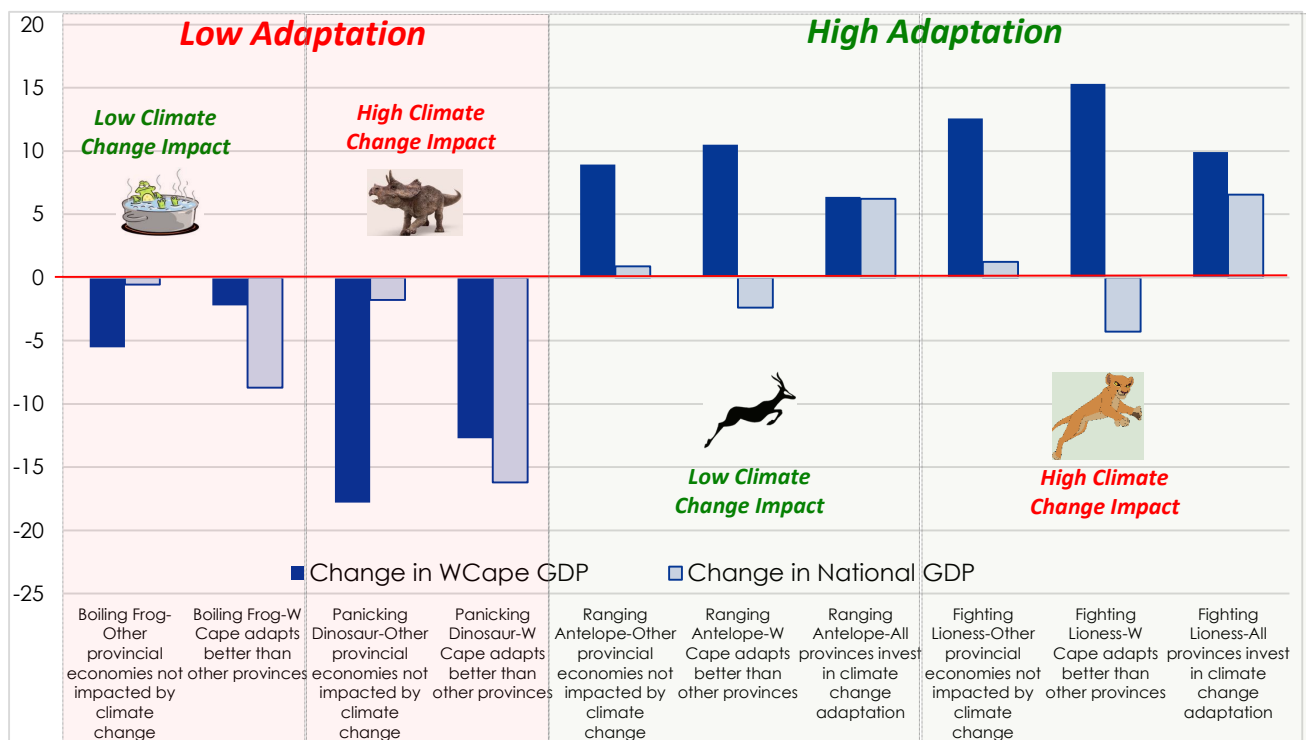 Low Adaptation
High Adaptation
20
15
10
5
0
-5
-10
-15
-20
-25
Low Climate
Change Impact
High Climate
Change Impact
Low Climate
Change Impact
High Climate
Change Impact
Change in WCape GDP
Change in National GDP
Boiling Frog-
Other
provincial
economies not
impacted by
climate
change
Boiling Frog-W
Cape adapts
better than
other provinces
Panicking
Dinosaur-Other
provincial
economies not
impacted by
climate
change
Panicking
Dinosaur-W
Cape adapts
better than
other provinces
Ranging
Antelope-Other
provincial
economies not
impacted by
climate
change
Ranging
Antelope-W
Cape adapts
better than
other provinces
Ranging
Antelope-All
provinces invest
in climate
change
adaptation
Fighting
Lioness-Other
provincial
economies not
impacted by
climate
change
Fighting
Lioness-W
Cape adapts
better than
other provinces
Fighting
Lioness-All
provinces invest
in climate
change
adaptation